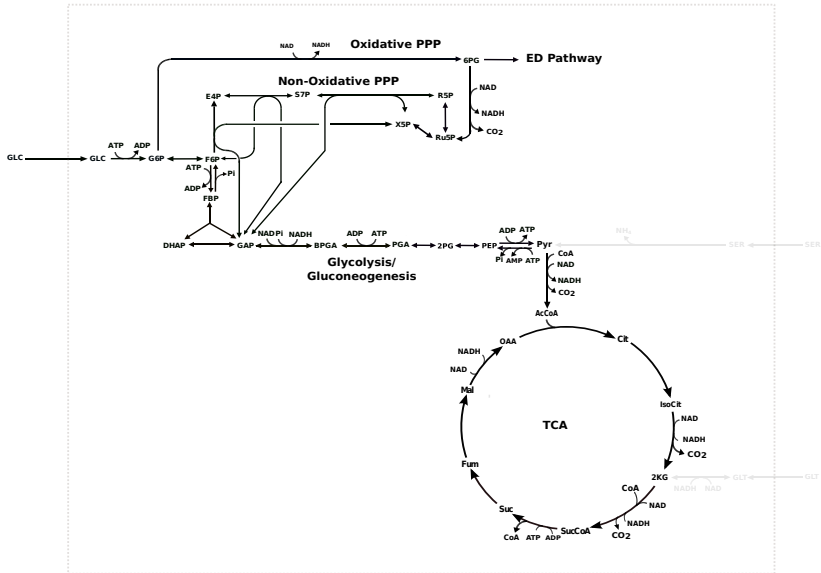 Oxidative PPP
NAD NADH
6PG
ED Pathway
Non-Oxidative PPP
E4P S7P R5P
NAD
NADH
CO2
X5P
Ru5P
GLC GLC ATP ADP G6P F6P
ATP
ADP
Pi
FBP
DHAP GAP NAD Pi NADH BPGA ADP ATP PGA 2PG PEP ADP ATP Pyr
Pi AMP ATP
NH3
SER SER
Glycolysis/
Gluconeogenesis
CoA
NAD
NADH
CO2
AcCoA
OAA
Cit
NADH
NAD
Mal
IsoCit
NAD
NADH
CO2
TCA
Fum
2KG
NADH NAD
GLT GLT
CoA
NAD
NADH
CO2
Suc
SucCoA
CoA ATP ADP